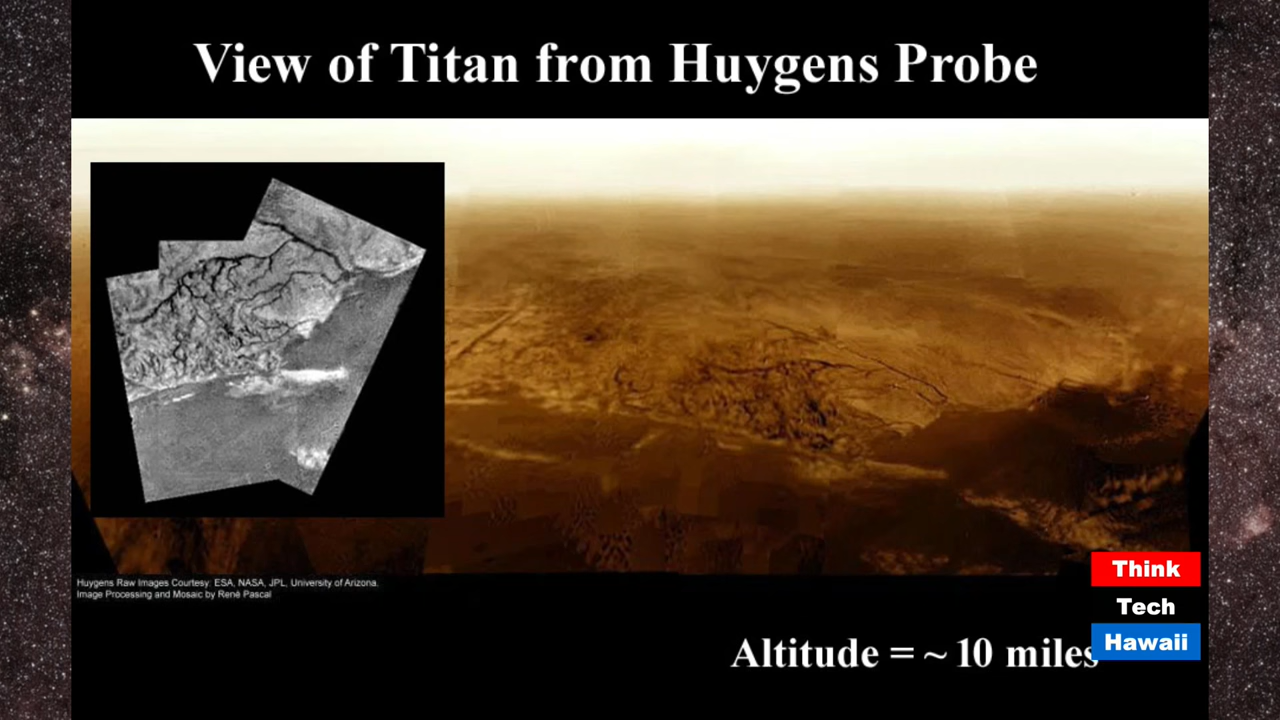 View of Titan from Huygens Probe
Huygens Raw Images Courtesy: ESA, NASA, JPL, University of Arizona.
Image Processing and Mosaic by René Pascal
Altitude = ~ 10 miles
Think
Tech
Hawaii